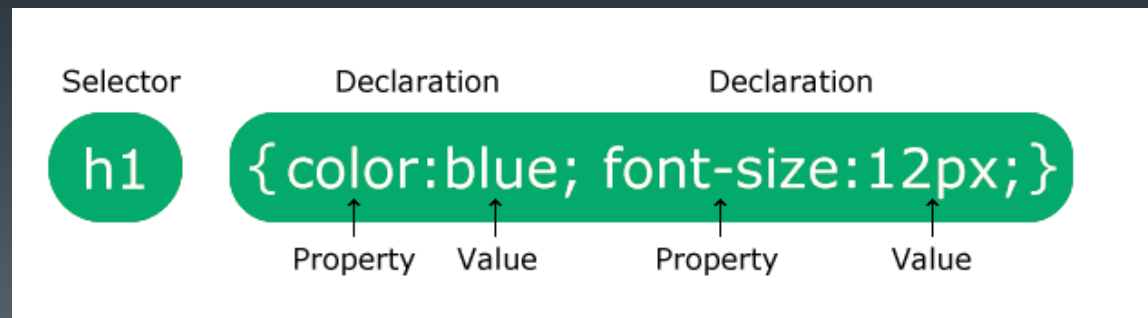 Selector Declaration Declaration
h1 {color:blue; font-size:12px;}
Property Value Property Value